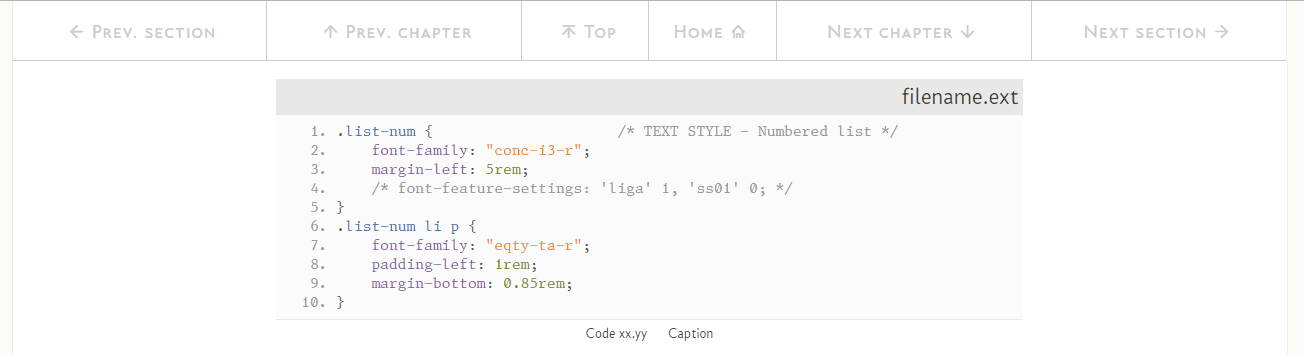 ← Prev. section ↑ Prev. chapter ⤒ Top Home ⌂ Next chapter ↓ Next section →
filename.ext
1. .list-num { /* TEXT STYLE - Numbered list */
2. font-family: "conc-i3-r";
3. margin-left: 5rem;
4. /* font-feature-settings: 'liga' 1, 'ss01' 0; */
5. }
6. .list-num li p {
7. font-family: "eqty-ta-r";
8. padding-left: 1rem;
9. margin-bottom: 0.85rem;
10. }
Code xx.yy Caption